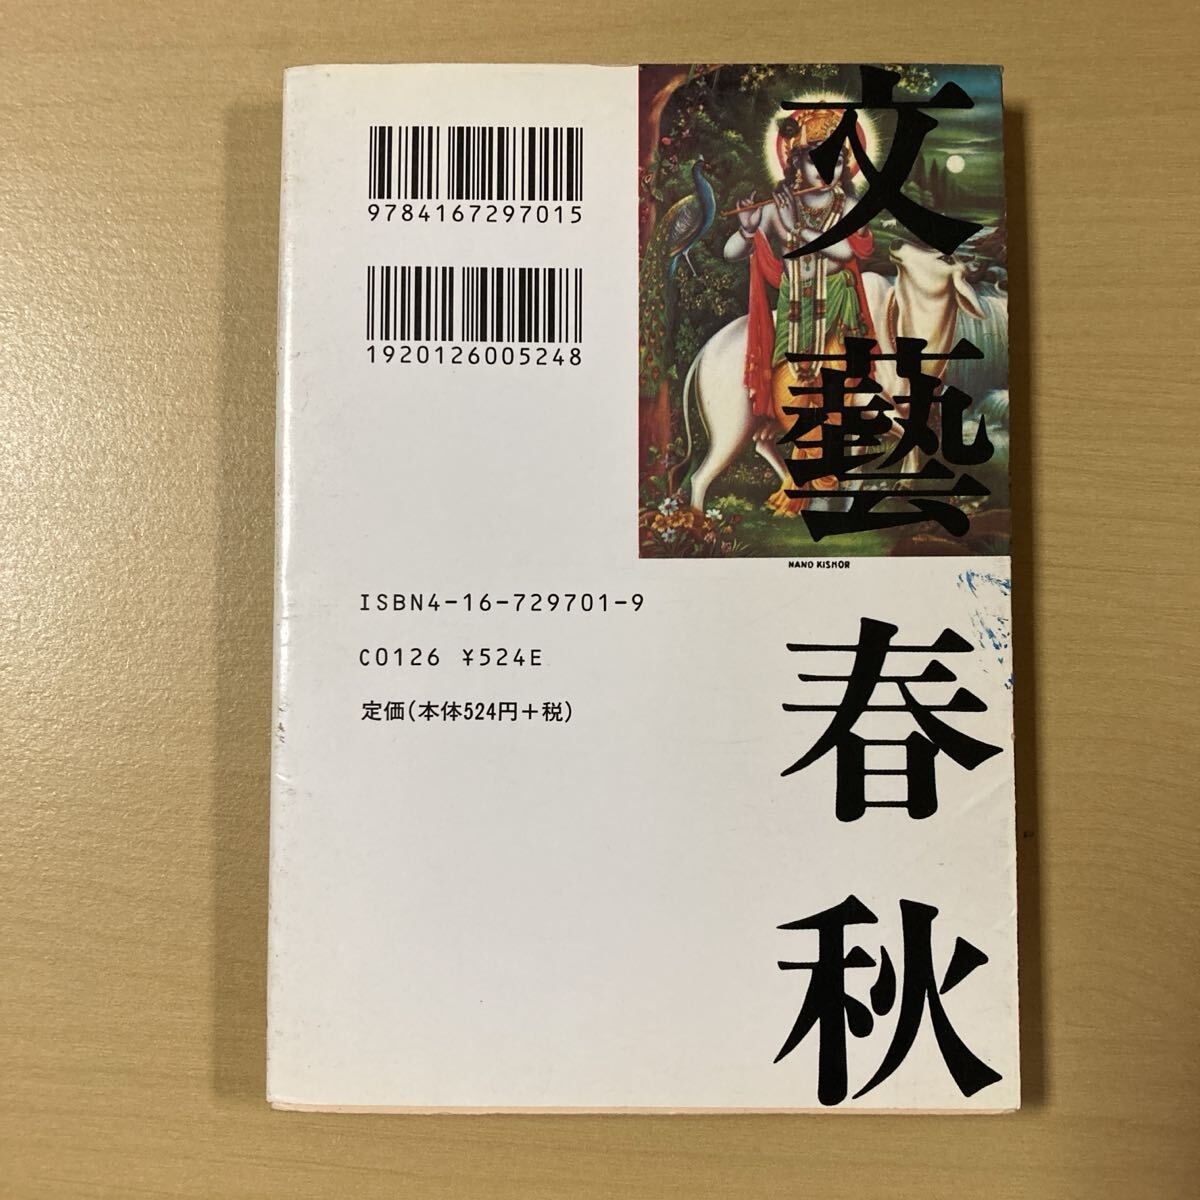 9784167297015
1920126005248
ISBN4-16-729701-9
C0126 ¥524E
定価(本体524円+税)
文藝春秋
NAND KISHOR